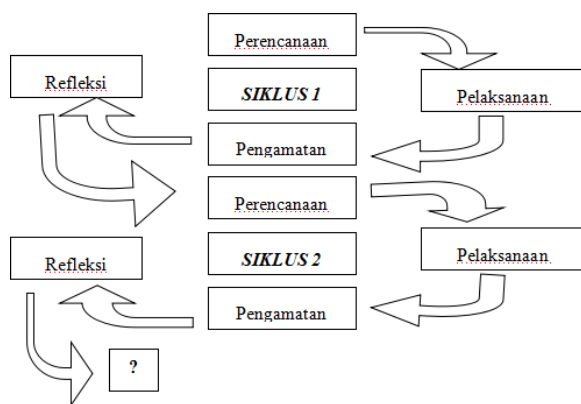 Perencanaan
Refleksi
SIKLUS 1
Pelaksanaan
Pengamatan
Perencanaan
Refleksi
SIKLUS 2
Pelaksanaan
Pengamatan
?